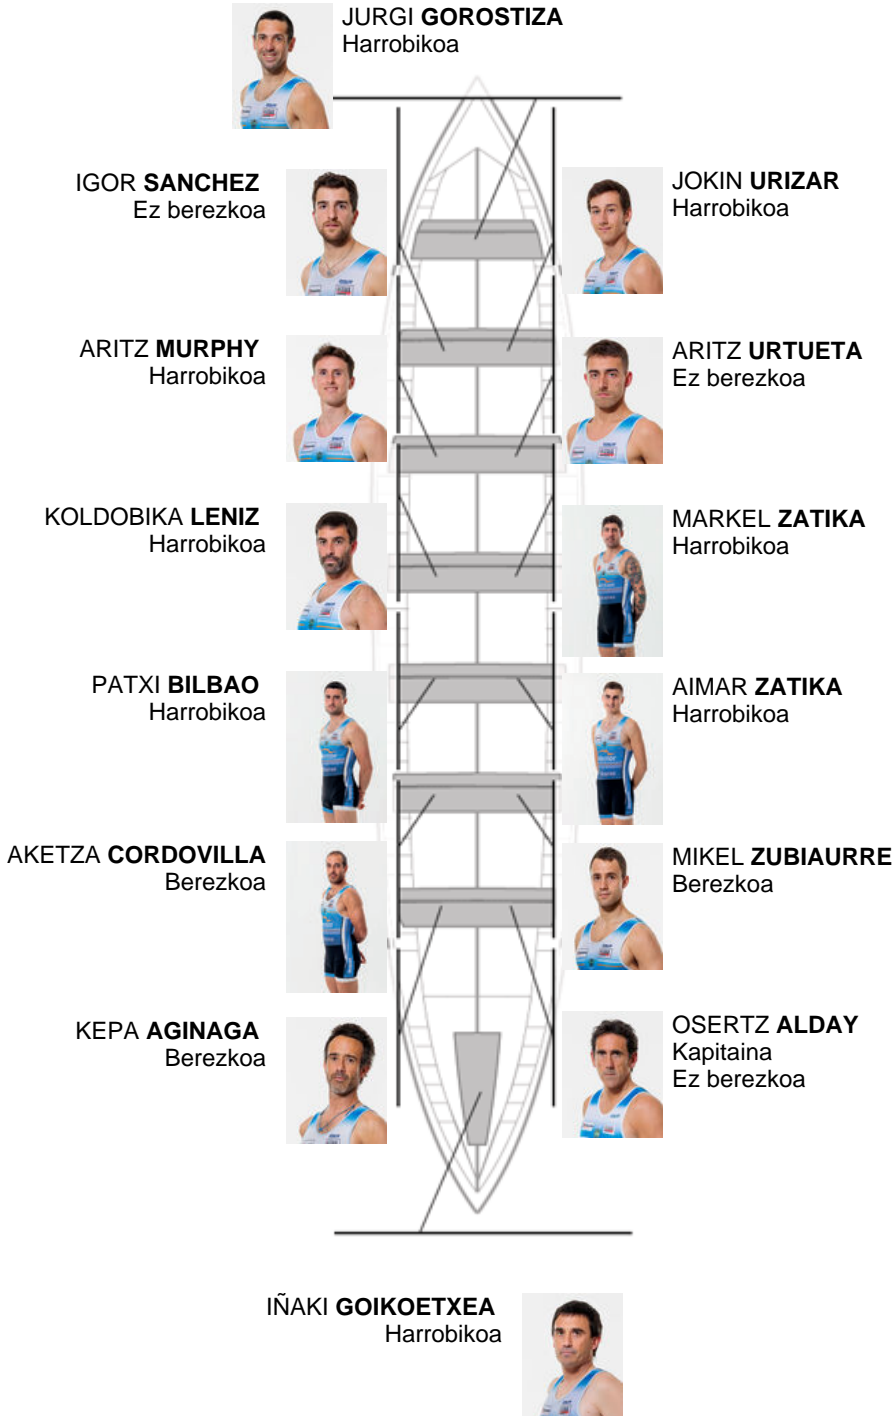 JURGI GOROSTIZA
Harrobikoa
IGOR SANCHEZ
Ez berezkoa
JOKIN URIZAR
Harrobikoa
ARITZ MURPHY
Harrobikoa
ARITZ URTUETA
Ez berezkoa
KOLDOBIKA LENIZ
Harrobikoa
MARKEL ZATIKA
Harrobikoa
PATXI BILBAO
Harrobikoa
AIMAR ZATIKA
Harrobikoa
AKETZA CORDOVILLA
Berezkoa
MIKEL ZUBIAURRE
Berezkoa
KEPA AGINAGA
Berezkoa
OSERTZ ALDAY
Kapitaina
Ez berezkoa
IÑAKI GOIKOETXEA
Harrobikoa